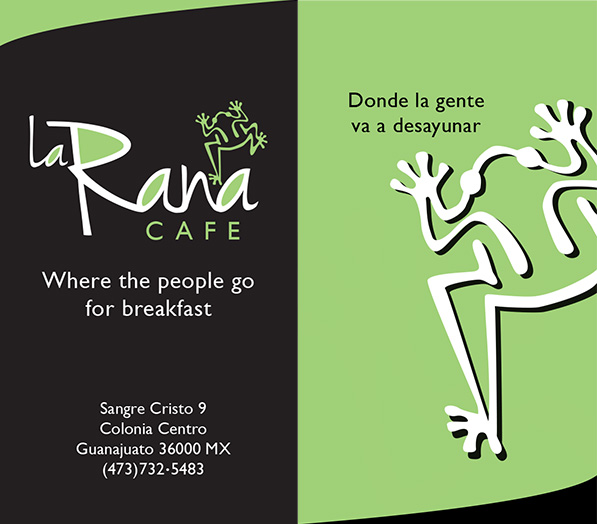 la Rana
CAFE
Where the people go
for breakfast
Sangre Cristo 9
Colonia Centro
Guanajuato 36000 MX
(473)732-5483
Donde la gente
va a desayunar